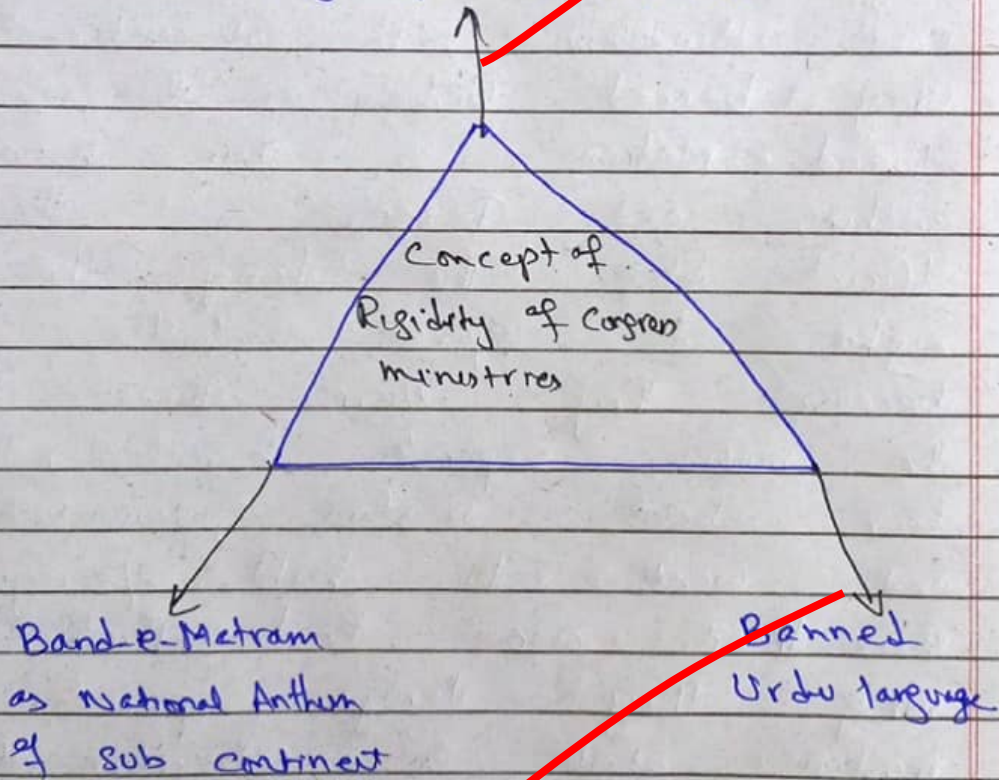 Concept of
Rigidity of Congress
ministries
Band-e-Matram
as National Anthem
of Sub continent
Banned
Urdu language